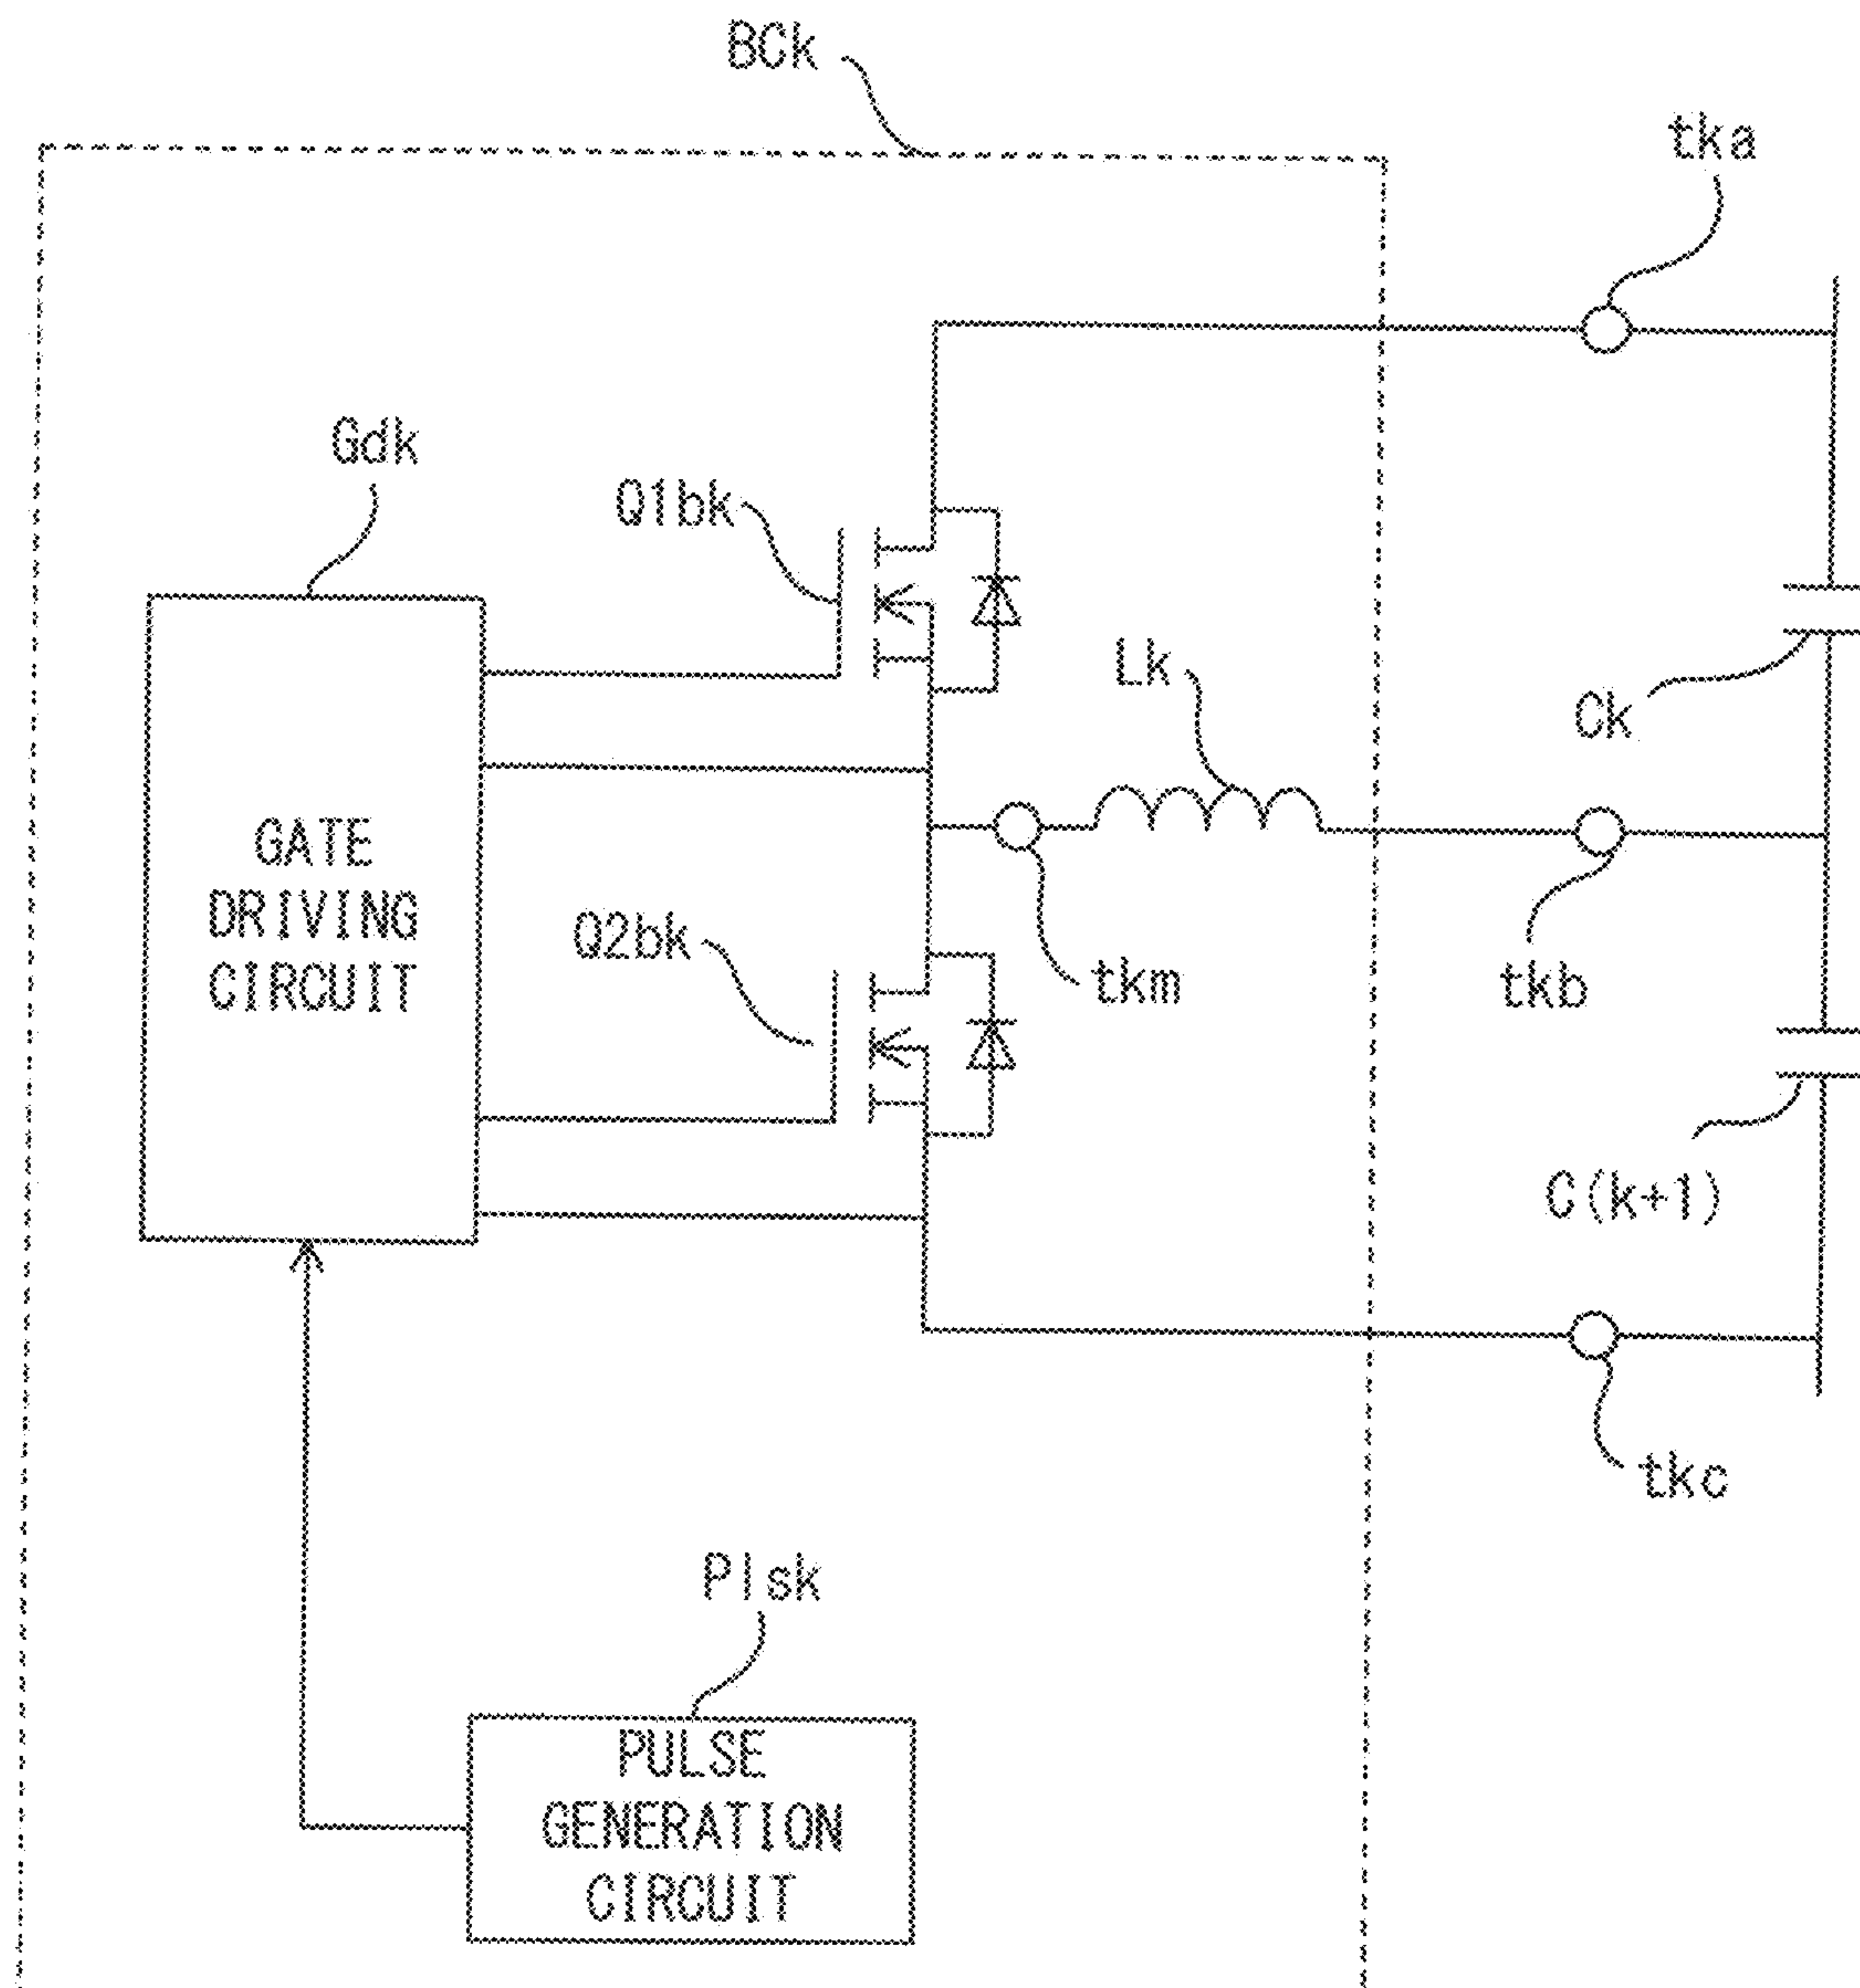 BCk
tka
Gdk
Q1bk
Lk
Ck
GATE
DRIVING
CIRCUIT
Q2bk
tkm
tkb
C(k+1)
tkc
Plsk
PULSE
GENERATION
CIRCUIT